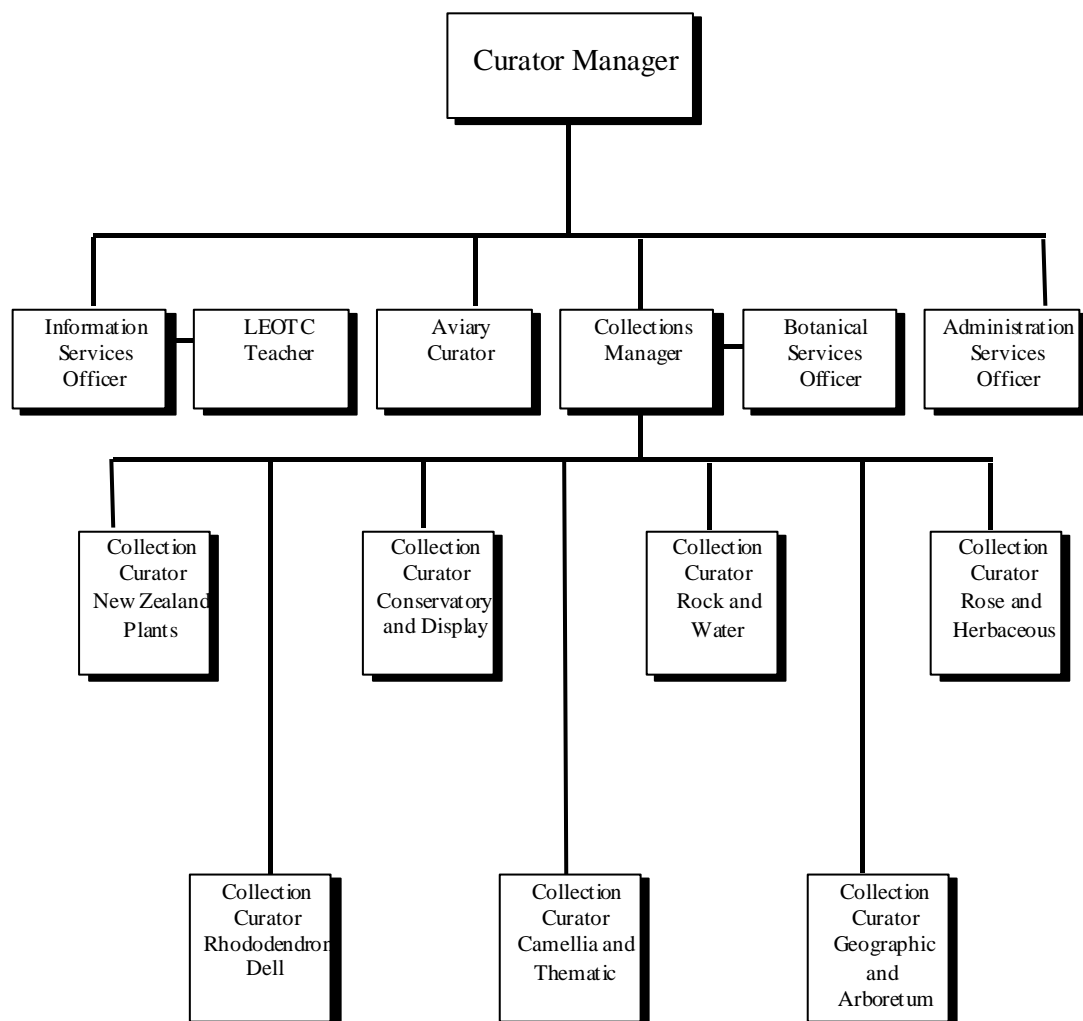 Curator Manager
Information
Services
Officer
LEOTC
Teacher
Aviary
Curator
Collections
Manager
Botanical
Services
Officer
Administration
Services
Officer
Collection
Curator
New Zealand
Plants
Collection
Curator
Conservatory
and Display
Collection
Curator
Rock and
Water
Collection
Curator
Rose and
Herbaceous
Collection
Curator
Rhododendron
Dell
Collection
Curator
Camellia and
Thematic
Collection
Curator
Geographic
and
Arboretum